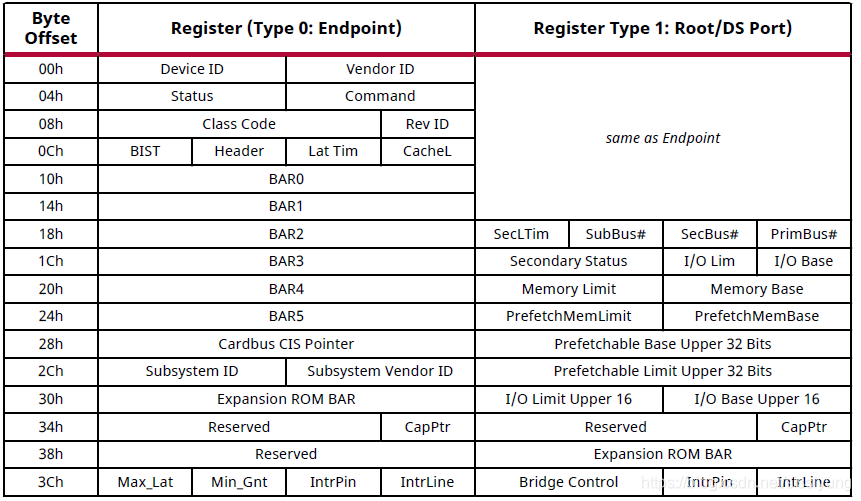 Byte Offset Register (Type 0: Endpoint) Register Type 1: Root/DS Port)
00h Device ID Vendor ID
04h Status Command
08h Class Code Rev ID
same as Endpoint
0Ch BIST Header Lat Tim CacheL
10h BAR0
14h BAR1
18h BAR2 SecLTim SubBus# SecBus# PrimBus#
1Ch BAR3 Secondary Status I/O Lim I/O Base
20h BAR4 Memory Limit Memory Base
24h BAR5 PrefetchMemLimit PrefetchMemBase
28h Cardbus CIS Pointer Prefetchable Base Upper 32 Bits
2Ch Subsystem ID Subsystem Vendor ID Prefetchable Limit Upper 32 Bits
30h Expansion ROM BAR I/O Limit Upper 16 I/O Base Upper 16
34h Reserved CapPtr Reserved CapPtr
38h Reserved Expansion ROM BAR
3Ch Max_Lat Min_Gnt IntrPin IntrLine Bridge Control IntrPin IntrLine